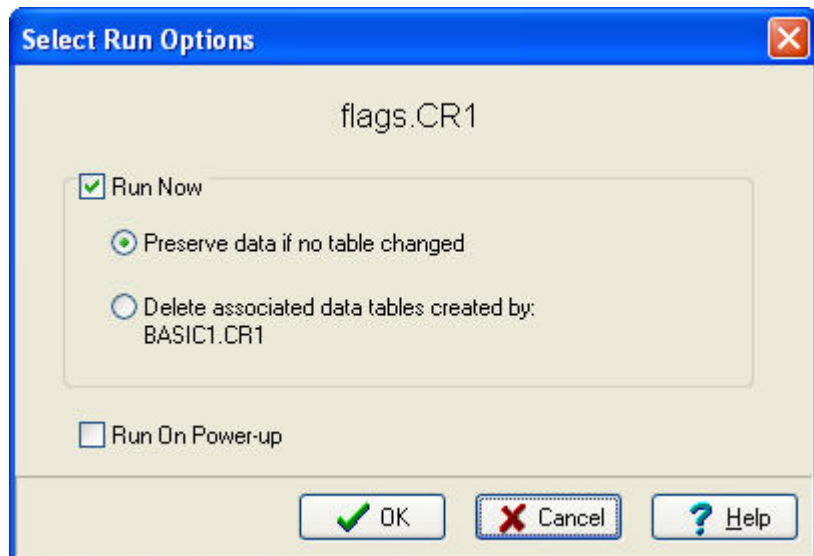 Select Run Options
flags.CR1
Run Now
Preserve data if no table changed
Delete associated data tables created by:
BASIC1.CR1
Run On Power-up
OK
Cancel
Help